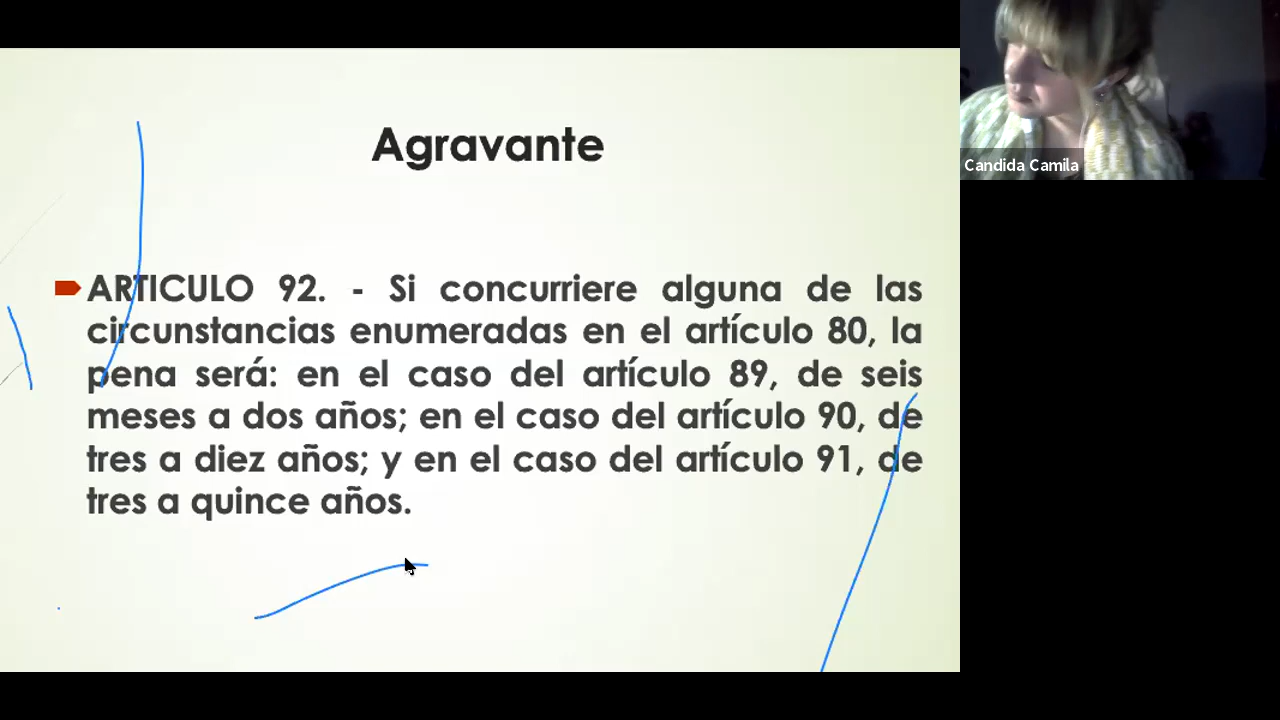 Agravante
ARTICULO 92. - Si concurriere alguna de las
circunstancias enumeradas en el artículo 80, la
pena será: en el caso del artículo 89, de seis
meses a dos años; en el caso del artículo 90, de
tres a diez años; y en el caso del artículo 91, de
tres a quince años.
Candida Camila